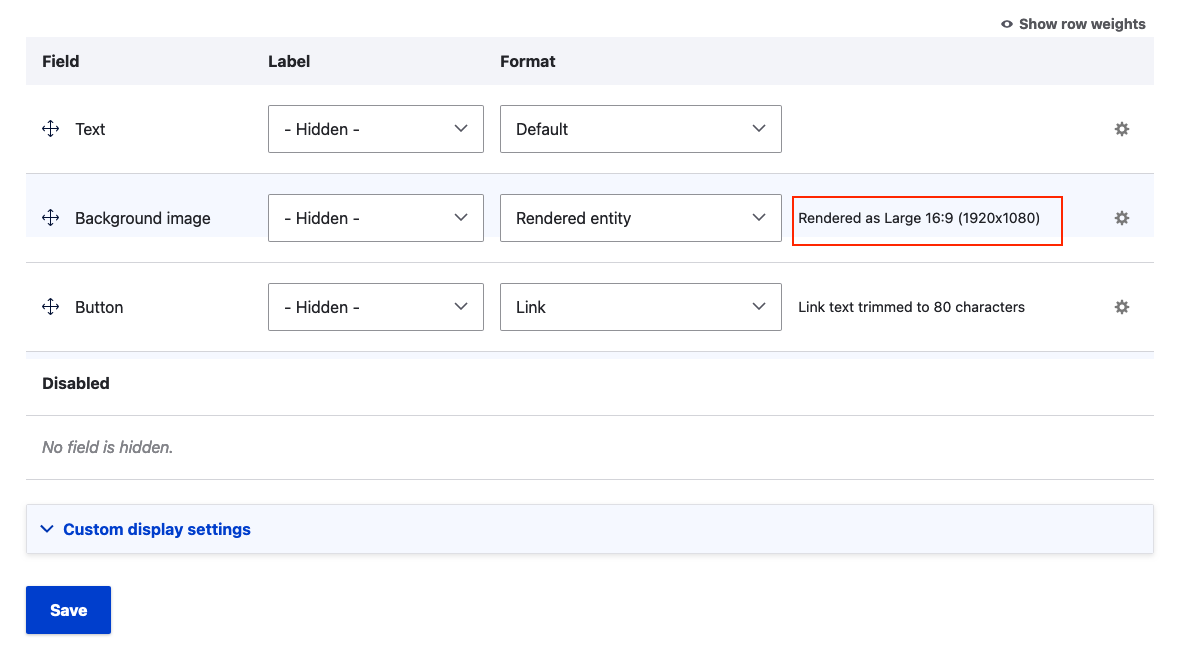 Show row weights
Field Label Format
Text - Hidden - Default
Background image - Hidden - Rendered entity Rendered as Large 16:9 (1920x1080)
Button - Hidden - Link Link text trimmed to 80 characters
Disabled
No field is hidden.
Custom display settings
Save